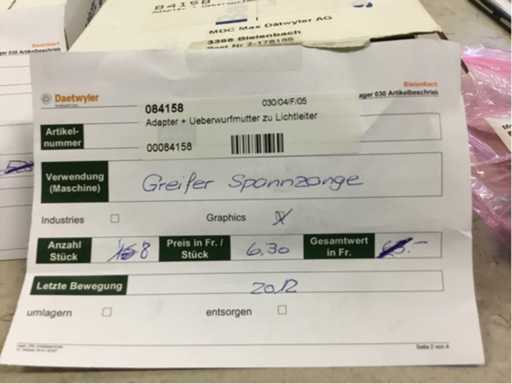 84158
MDC Max Dätwyler AG
3368 Bleienbach
Daetwyler
Bleienbach
ager 030 Artikelbeschrieb
084158
030/04/F/05
Adapter + Ueberwurfmutter zu Lichtleiter
00084158
Artikel-
nummer
Verwendung
(Maschine)
Greifer Spannzange
Industries
Graphics
Anzahl
Stück
8
Preis in Fr. /
Stück
6,30
Gesamtwert
in Fr.
Letzte Bewegung
2012
umlagern
entsorgen
Seite 2 von 4